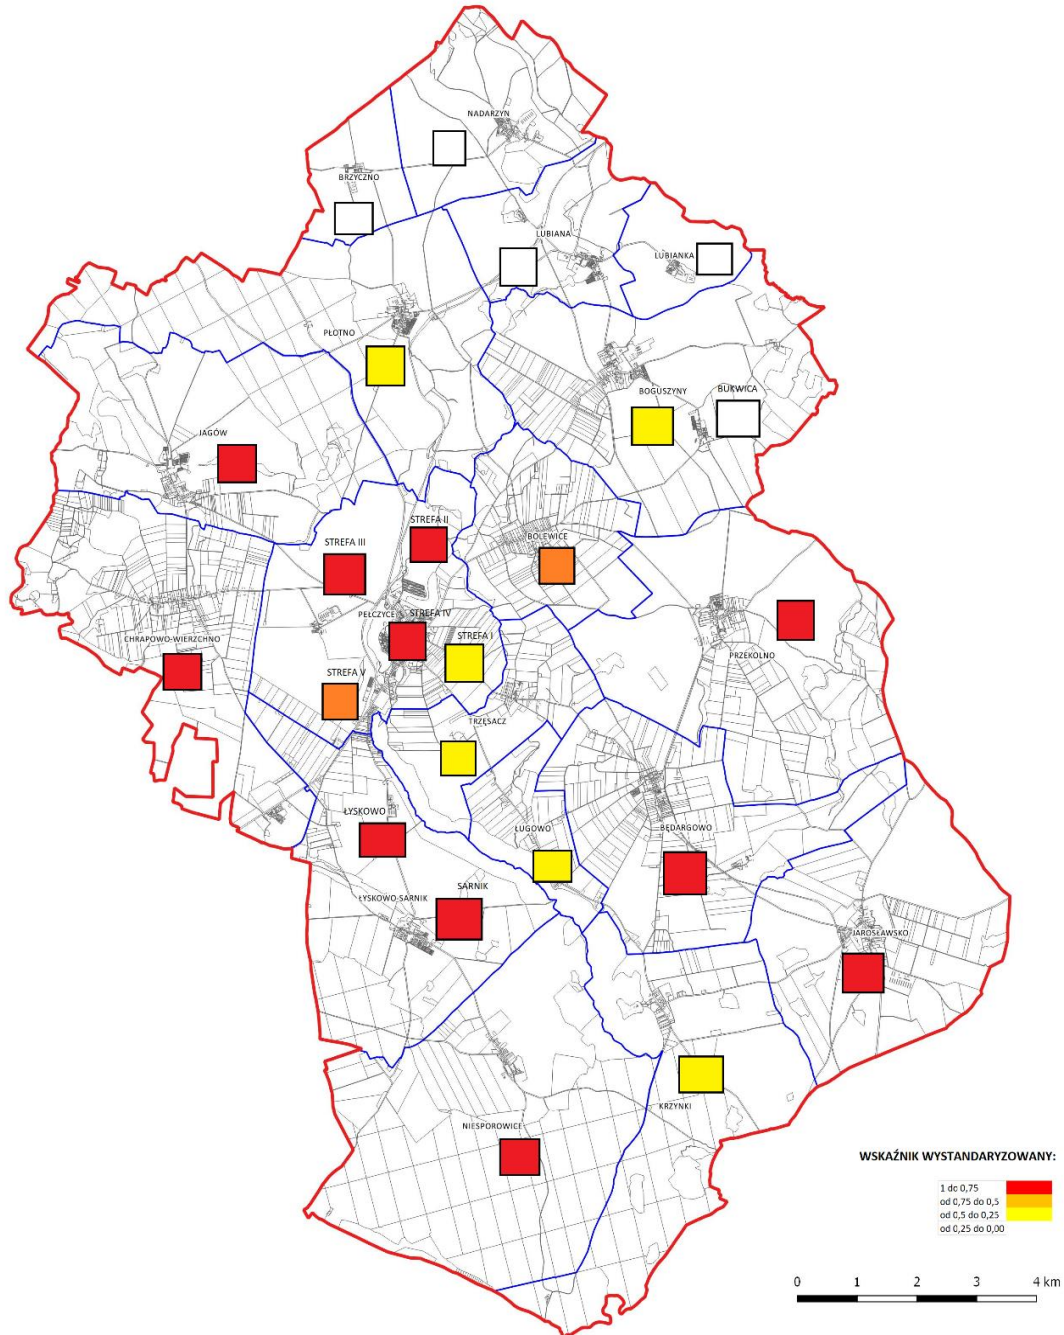 NADARZYN
BRZYCZNO
LUBIANA
LUBIANKA
PŁOTNO
BOGUSZYNY
BUKWICA
JAGÓW
STREFA II
STREFA III
BOLEWICE
PEŁCZYCE
STREFA IV
STREFA I
CHRAPOWO-WIERZCHNO
PRZEKOLNO
STREFA V
TRZĘSACZ
ŁYSKOWO
ŁUGOWO
BĘDARGOWO
SARNIK
ŁYSKOWO-SARNIK
JAROSŁAWSKO
KRZYNKI
NIESPOROWICE
WSKAŹNIK WYSTANDARYZOWANY:
1 do 0,75
od 0,75 do 0,5
od 0,5 do 0,25
od 0,25 do 0,00
0 1 2 3 4 km